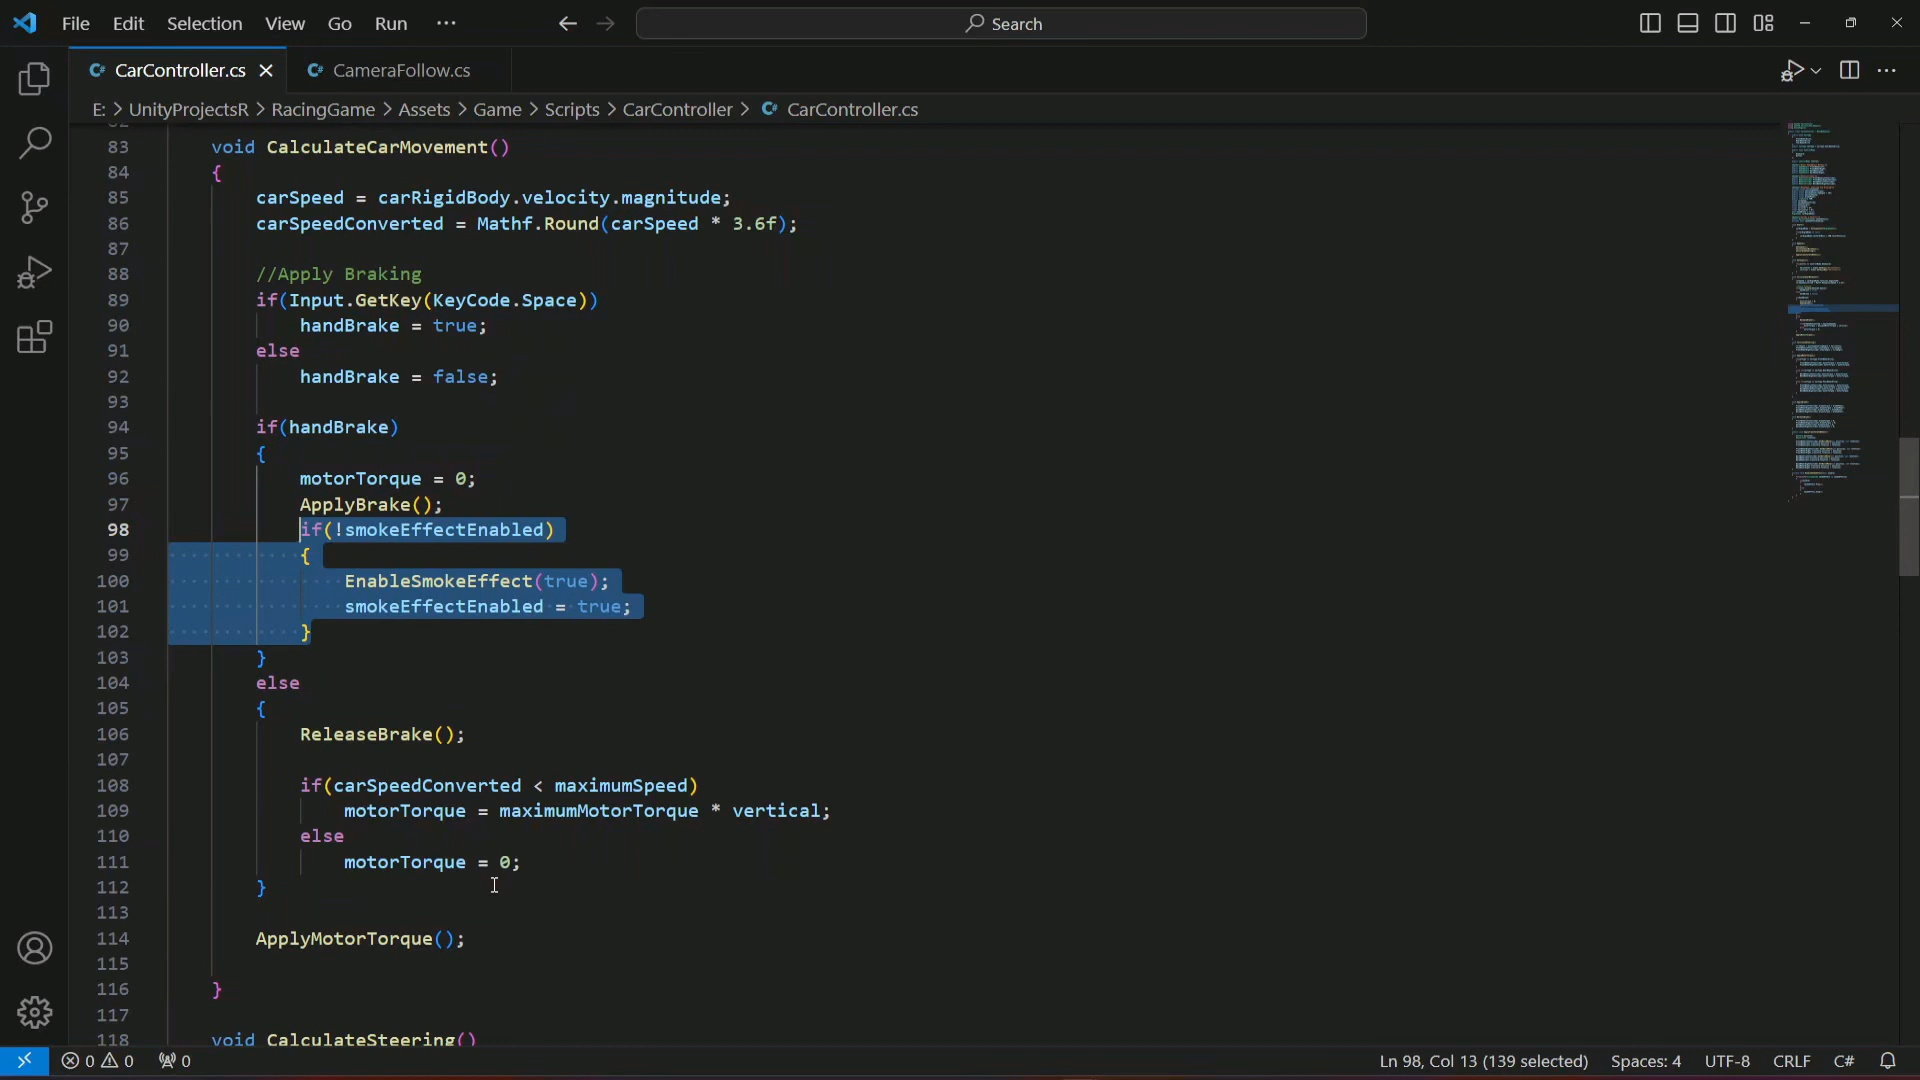 File Edit Selection View Go Run ··· Search
CarController.cs CameraFollow.cs
E: > UnityProjectsR > RacingGame > Assets > Game > Scripts > CarController > CarController.cs
83 void CalculateCarMovement()
84 {
85 carSpeed = carRigidBody.velocity.magnitude;
86 carSpeedConverted = Mathf.Round(carSpeed * 3.6f);
87
88 //Apply Braking
89 if(Input.GetKey(KeyCode.Space))
90 handBrake = true;
91 else
92 handBrake = false;
93
94 if(handBrake)
95 {
96 motorTorque = 0;
97 ApplyBrake();
98 if(!smokeEffectEnabled)
99 {
100 EnableSmokeEffect(true);
101 smokeEffectEnabled = true;
102 }
103 }
104 else
105 {
106 ReleaseBrake();
107
108 if(carSpeedConverted < maximumSpeed)
109 motorTorque = maximumMotorTorque * vertical;
110 else
111 motorTorque = 0;
112 }
113
114 ApplyMotorTorque();
115
116 }
117
118 void CalculateSteering()
0 0 0 Ln 98, Col 13 (139 selected) Spaces: 4 UTF-8 CRLF C#